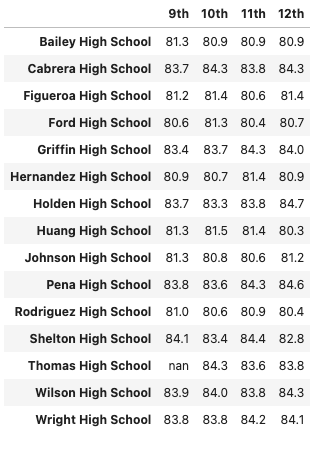 9th 10th 11th 12th
Bailey High School 81.3 80.9 80.9 80.9
Cabrera High School 83.7 84.3 83.8 84.3
Figueroa High School 81.2 81.4 80.6 81.4
Ford High School 80.6 81.3 80.4 80.7
Griffin High School 83.4 83.7 84.3 84.0
Hernandez High School 80.9 80.7 81.4 80.9
Holden High School 83.7 83.3 83.8 84.7
Huang High School 81.3 81.5 81.4 80.3
Johnson High School 81.3 80.8 80.6 81.2
Pena High School 83.8 83.6 84.3 84.6
Rodriguez High School 81.0 80.6 80.9 80.4
Shelton High School 84.1 83.4 84.4 82.8
Thomas High School nan 84.3 83.6 83.8
Wilson High School 83.9 84.0 83.8 84.3
Wright High School 83.8 83.8 84.2 84.1